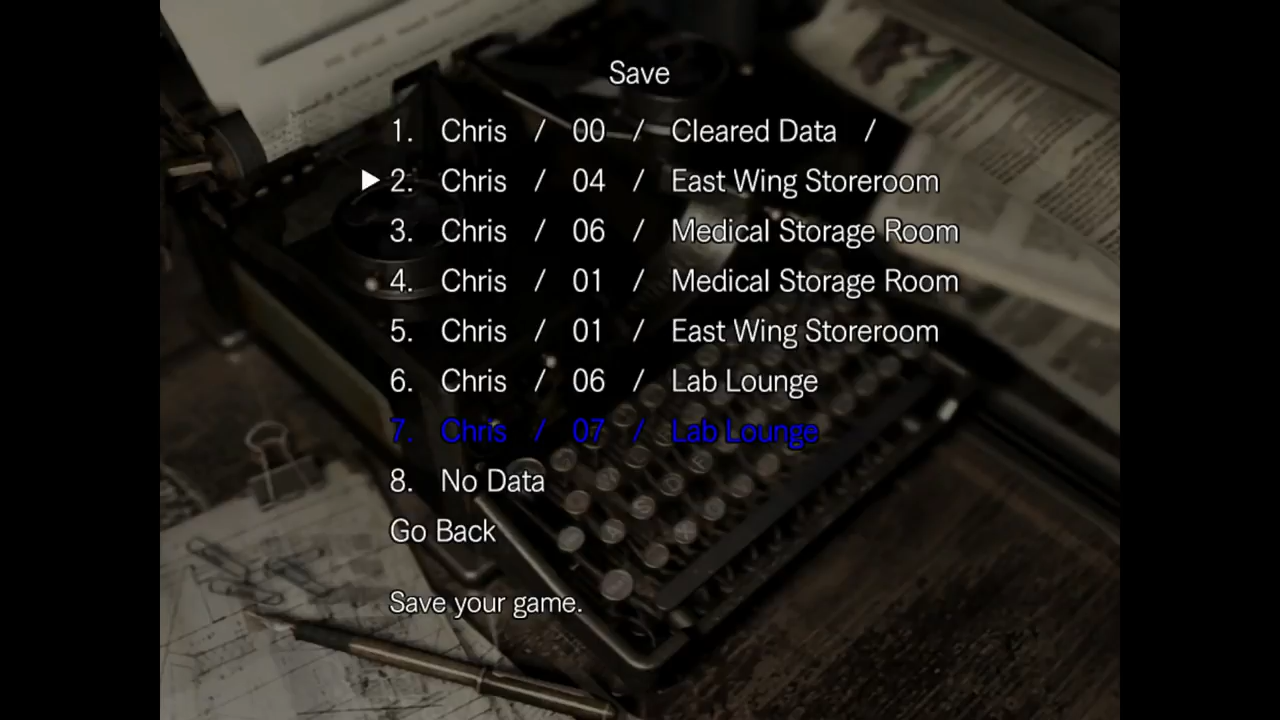 Save
1. Chris / 00 / Cleared Data /
2. Chris / 04 / East Wing Storeroom
3. Chris / 06 / Medical Storage Room
4. Chris / 01 / Medical Storage Room
5. Chris / 01 / East Wing Storeroom
6. Chris / 06 / Lab Lounge
7. Chris / 07 / Lab Lounge
8. No Data
Go Back
Save your game.